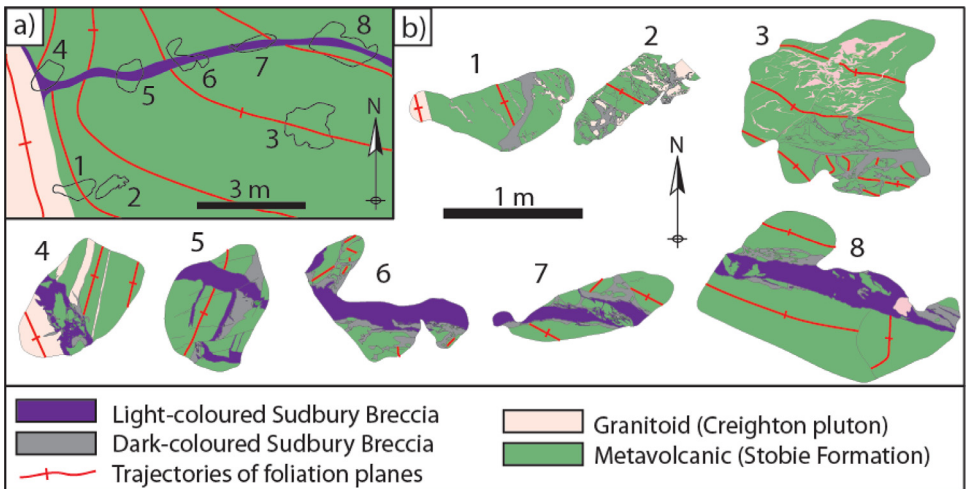 a)
4
8
7
6
5
3
1
2
N
3 m
b)
1
2
3
N
1 m
4
5
6
7
8
Light-coloured Sudbury Breccia
Dark-coloured Sudbury Breccia
Trajectories of foliation planes
Granitoid (Creighton pluton)
Metavolcanic (Stobie Formation)